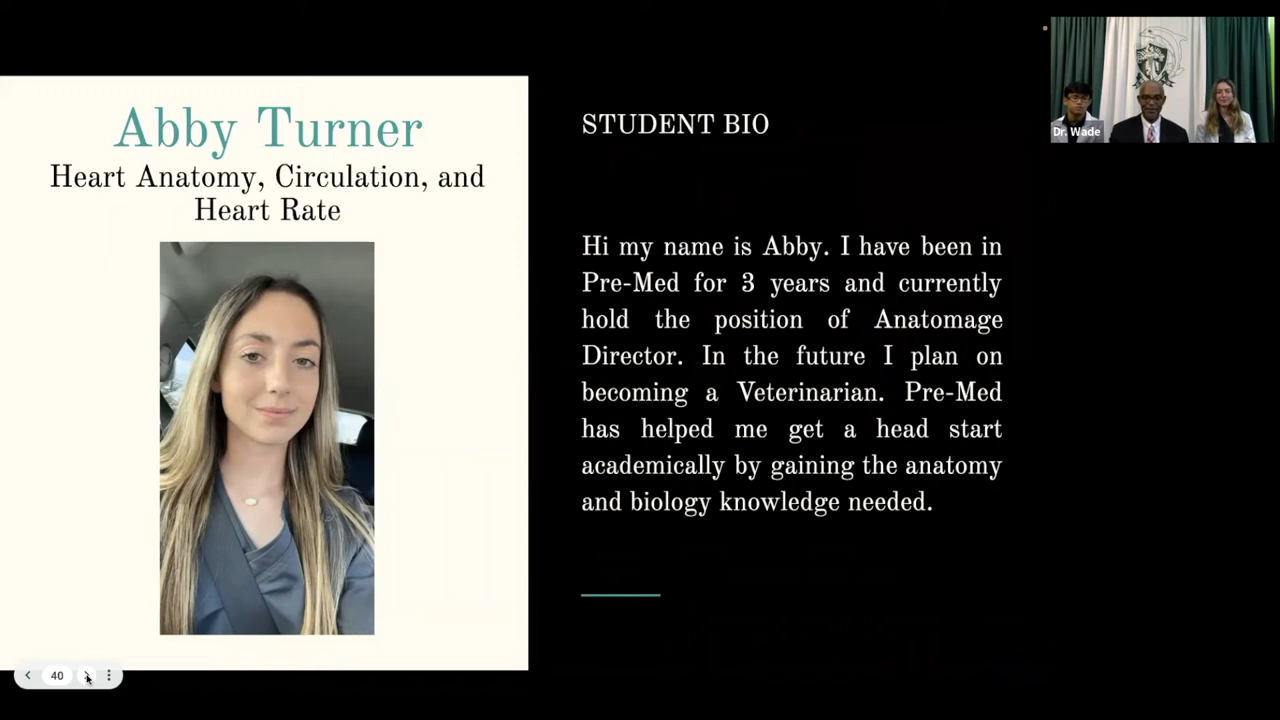 Abby Turner
Heart Anatomy, Circulation, and
Heart Rate
STUDENT BIO
Hi my name is Abby. I have been in
Pre-Med for 3 years and currently
hold the position of Anatomage
Director. In the future I plan on
becoming a Veterinarian. Pre-Med
has helped me get a head start
academically by gaining the anatomy
and biology knowledge needed.
Dr. Wade
40